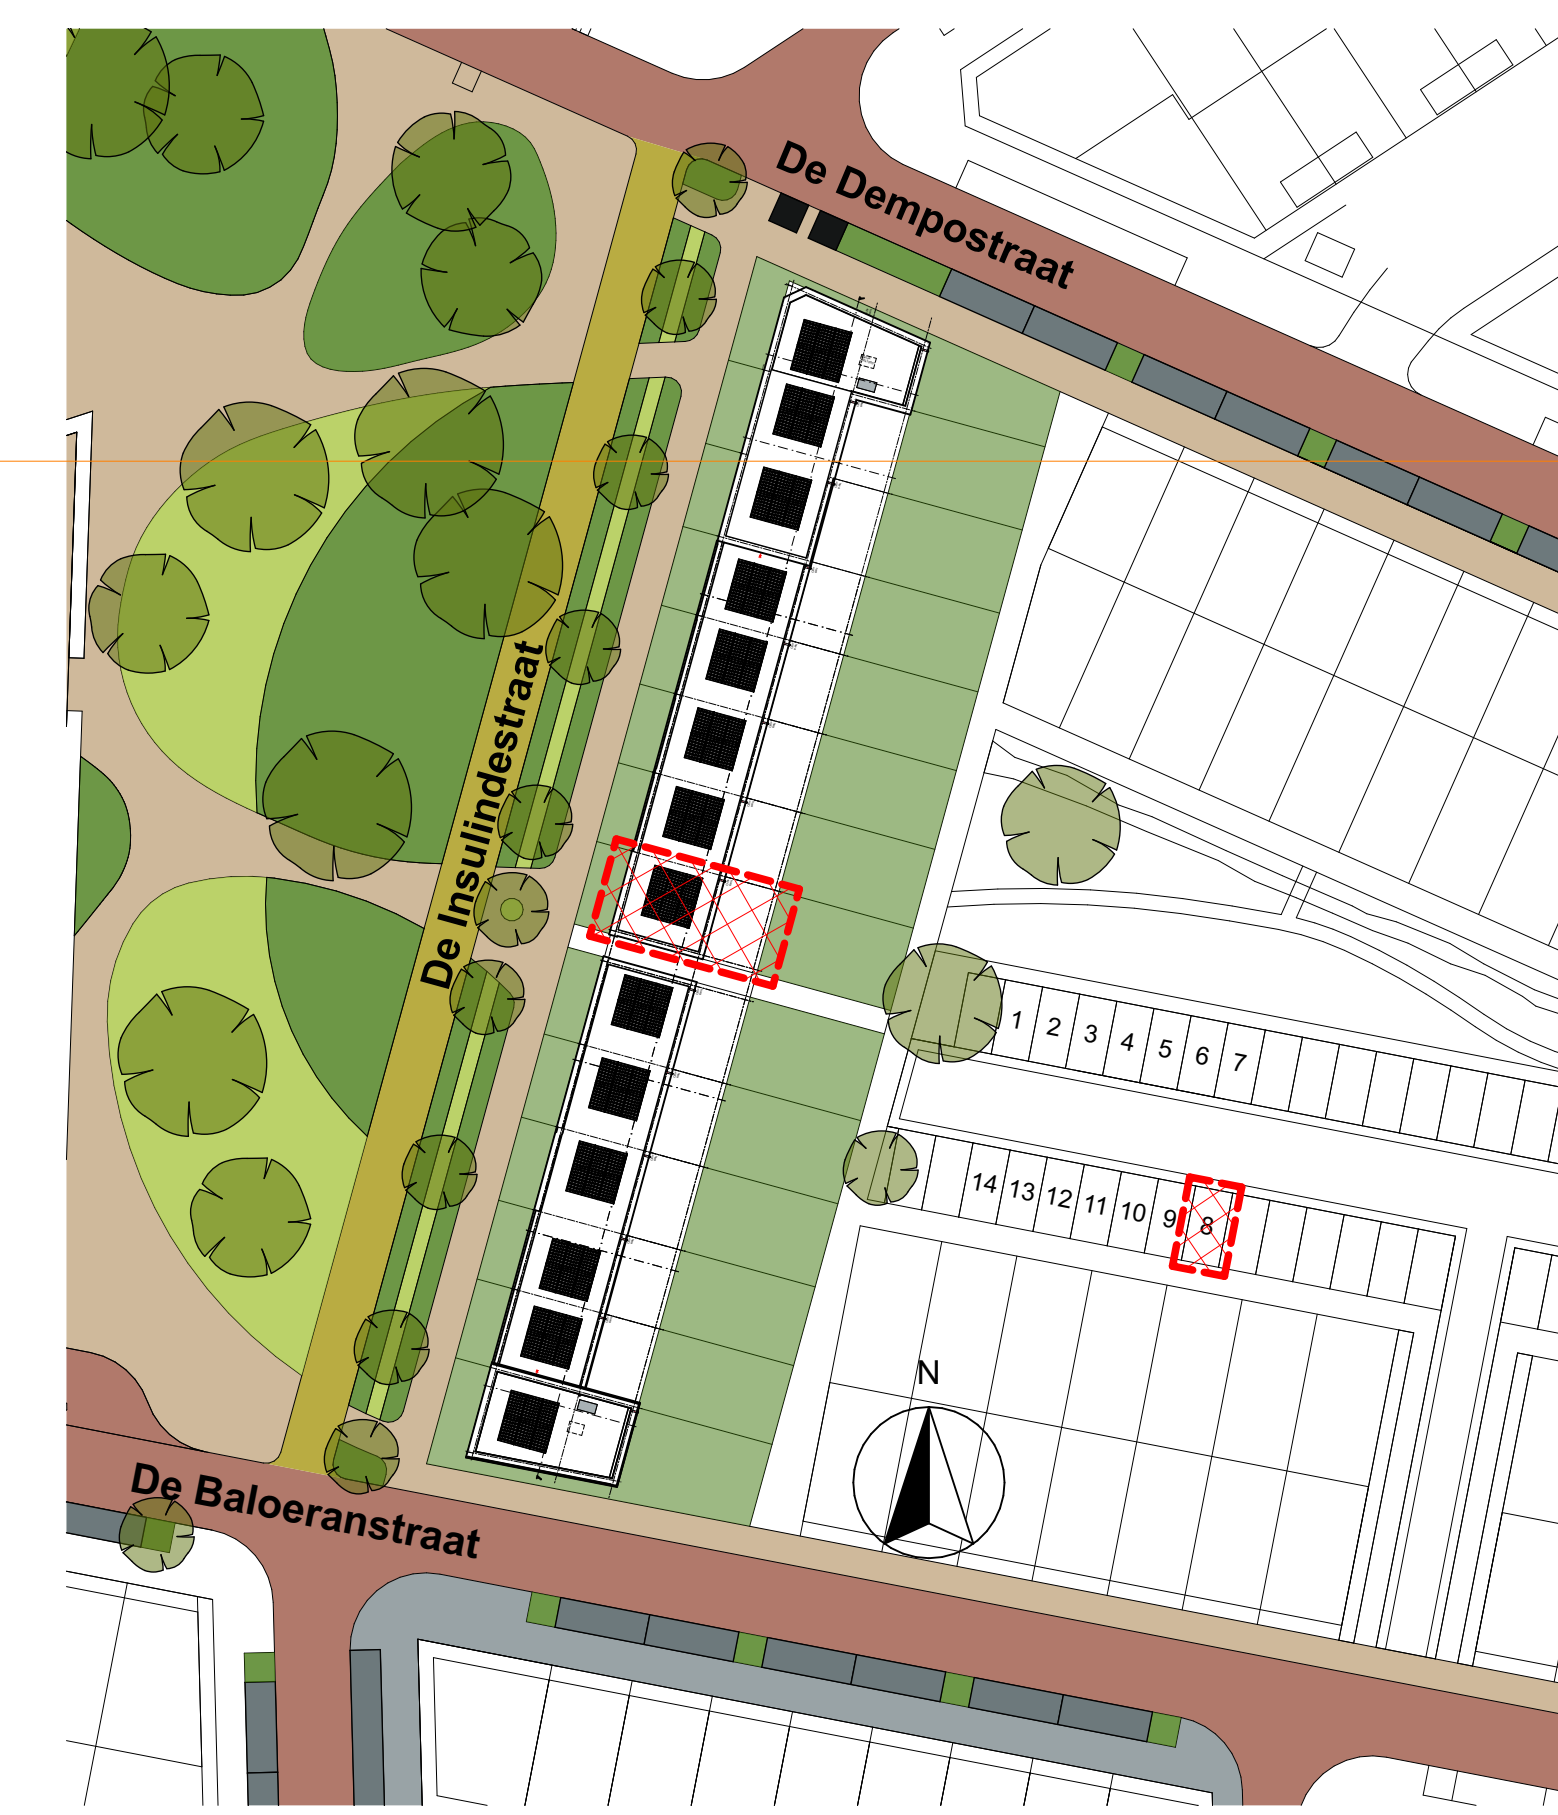 De Dempostraat
De Insulindestraat
1 2 3 4 5 6 7
14 13 12 11 10 9 8
N
De Baloeranstraat